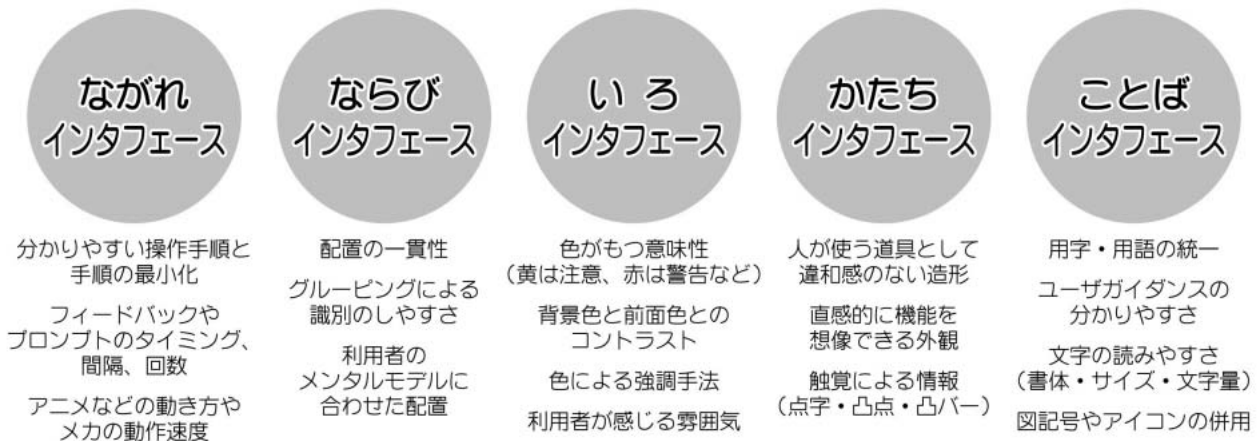 ながれ
インタフェース
分かりやすい操作手順と
手順の最小化
フィードバックや
プロンプトのタイミング、
間隔、回数
アニメなどの動き方や
メカの動作速度
ならび
インタフェース
配置の一貫性
グルーピングによる
識別のしやすさ
利用者の
メンタルモデルに
合わせた配置
い ろ
インタフェース
色がもつ意味性
（黄は注意、赤は警告など）
背景色と前面色との
コントラスト
色による強調手法
利用者が感じる雰囲気
かたち
インタフェース
人が使う道具として
違和感のない造形
直感的に機能を
想像できる外観
触覚による情報
（点字・凸点・凸バー）
ことば
インタフェース
用字・用語の統一
ユーザガイダンスの
分かりやすさ
文字の読みやすさ
（書体・サイズ・文字量）
図記号やアイコンの併用